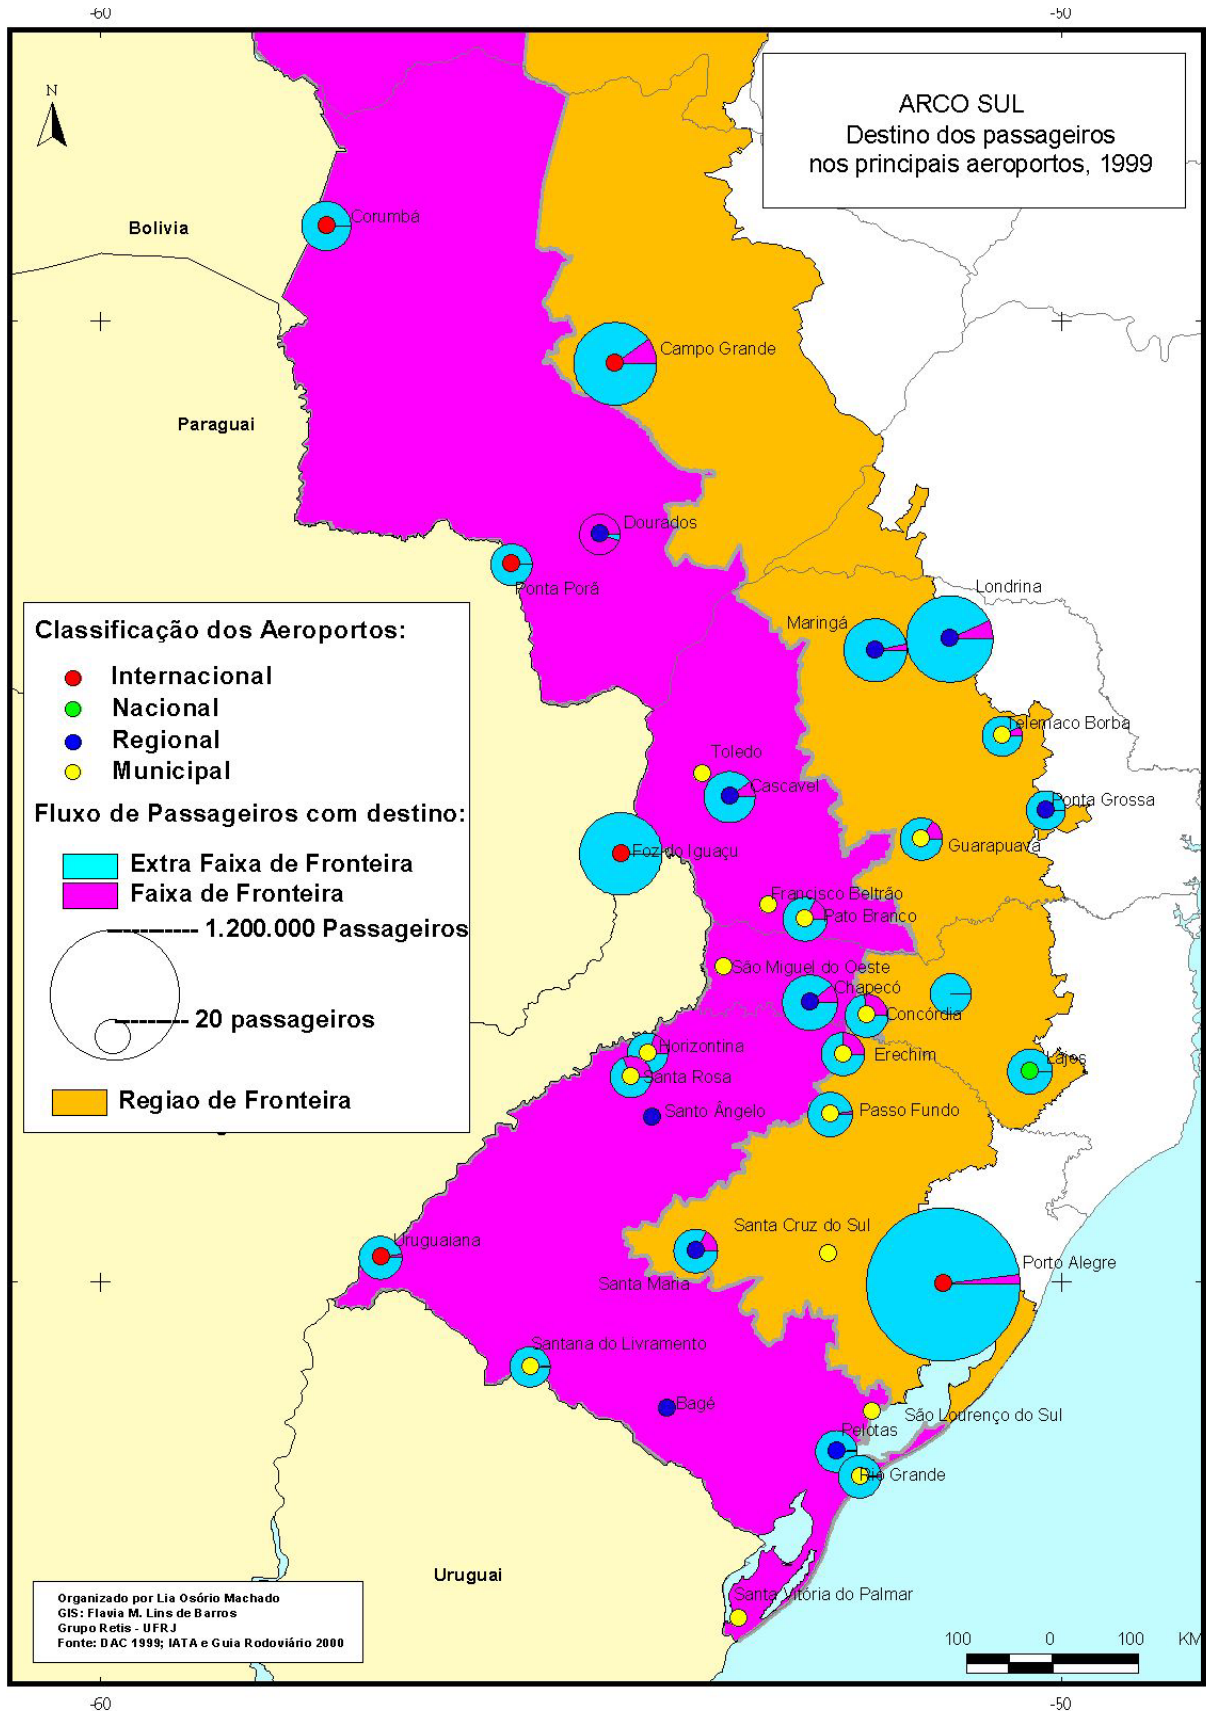 -60
-50
N
ARCO SUL
Destino dos passageiros
nos principais aeroportos, 1999
Corumbá
Bolivia
Campo Grande
Paraguai
Dourados
Ponta Porã
Londrina
Maringá
Classificação dos Aeroportos:
Internacional
Nacional
Regional
Municipal
Fluxo de Passageiros com destino:
Extra Faixa de Fronteira
Faixa de Fronteira
1.200.000 Passageiros
20 passageiros
Regiao de Fronteira
Telemaco Borba
Toledo
Cascavel
Ponta Grossa
Guarapuava
Foz do Iguaçu
Francisco Beltrão
Pato Branco
São Miguel do Oeste
Chapecó
Concórdia
Horizontina
Erechim
Lajes
Santa Rosa
Santo Ângelo
Passo Fundo
Santa Cruz do Sul
Uruguaiana
Porto Alegre
Santa Maria
Santana do Livramento
Bagé
São Lourenço do Sul
Pelotas
Rio Grande
Uruguai
Santa Vitória do Palmar
Organizado por Lia Osório Machado
GIS: Flavia M. Lins de Barros
Grupo Retis - UFRJ
Fonte: DAC 1999; IATA e Guia Rodoviário 2000
100 0 100 KM
-60
-50